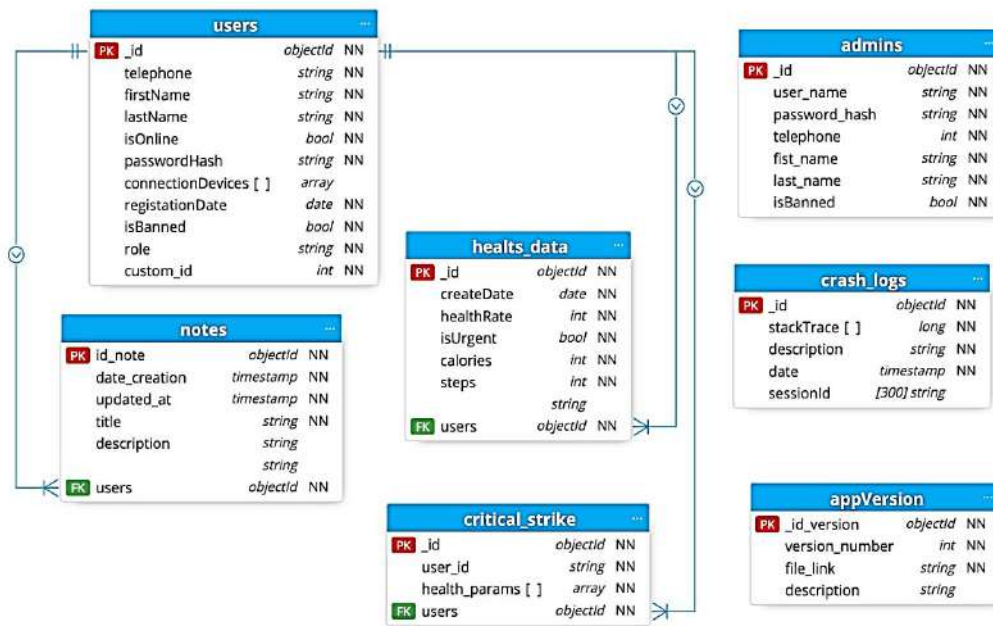 users ...
PK _id objectId NN
telephone string NN
firstName string NN
lastName string NN
isOnline bool NN
passwordHash string NN
connectionDevices [ ] array
registationDate date NN
isBanned bool NN
role string NN
custom_id int NN
notes ...
PK id_note objectId NN
date_creation timestamp NN
updated_at timestamp NN
title string NN
description string
string
FK users objectId NN
healts_data ...
PK _id objectId NN
createDate date NN
healthRate int NN
isUrgent bool NN
calories int NN
steps int NN
string
FK users objectId NN
critical_strike ...
PK _id objectId NN
user_id string NN
health_params [ ] array NN
FK users objectId NN
admins ...
PK _id objectId NN
user_name string NN
password_hash string NN
telephone int NN
fist_name string NN
last_name string NN
isBanned bool NN
crash_logs ...
PK _id objectId NN
stackTrace [ ] long NN
description string NN
date timestamp NN
sessionId [300] string
appVersion ...
PK _id_version objectId NN
version_number int NN
file_link string NN
description string